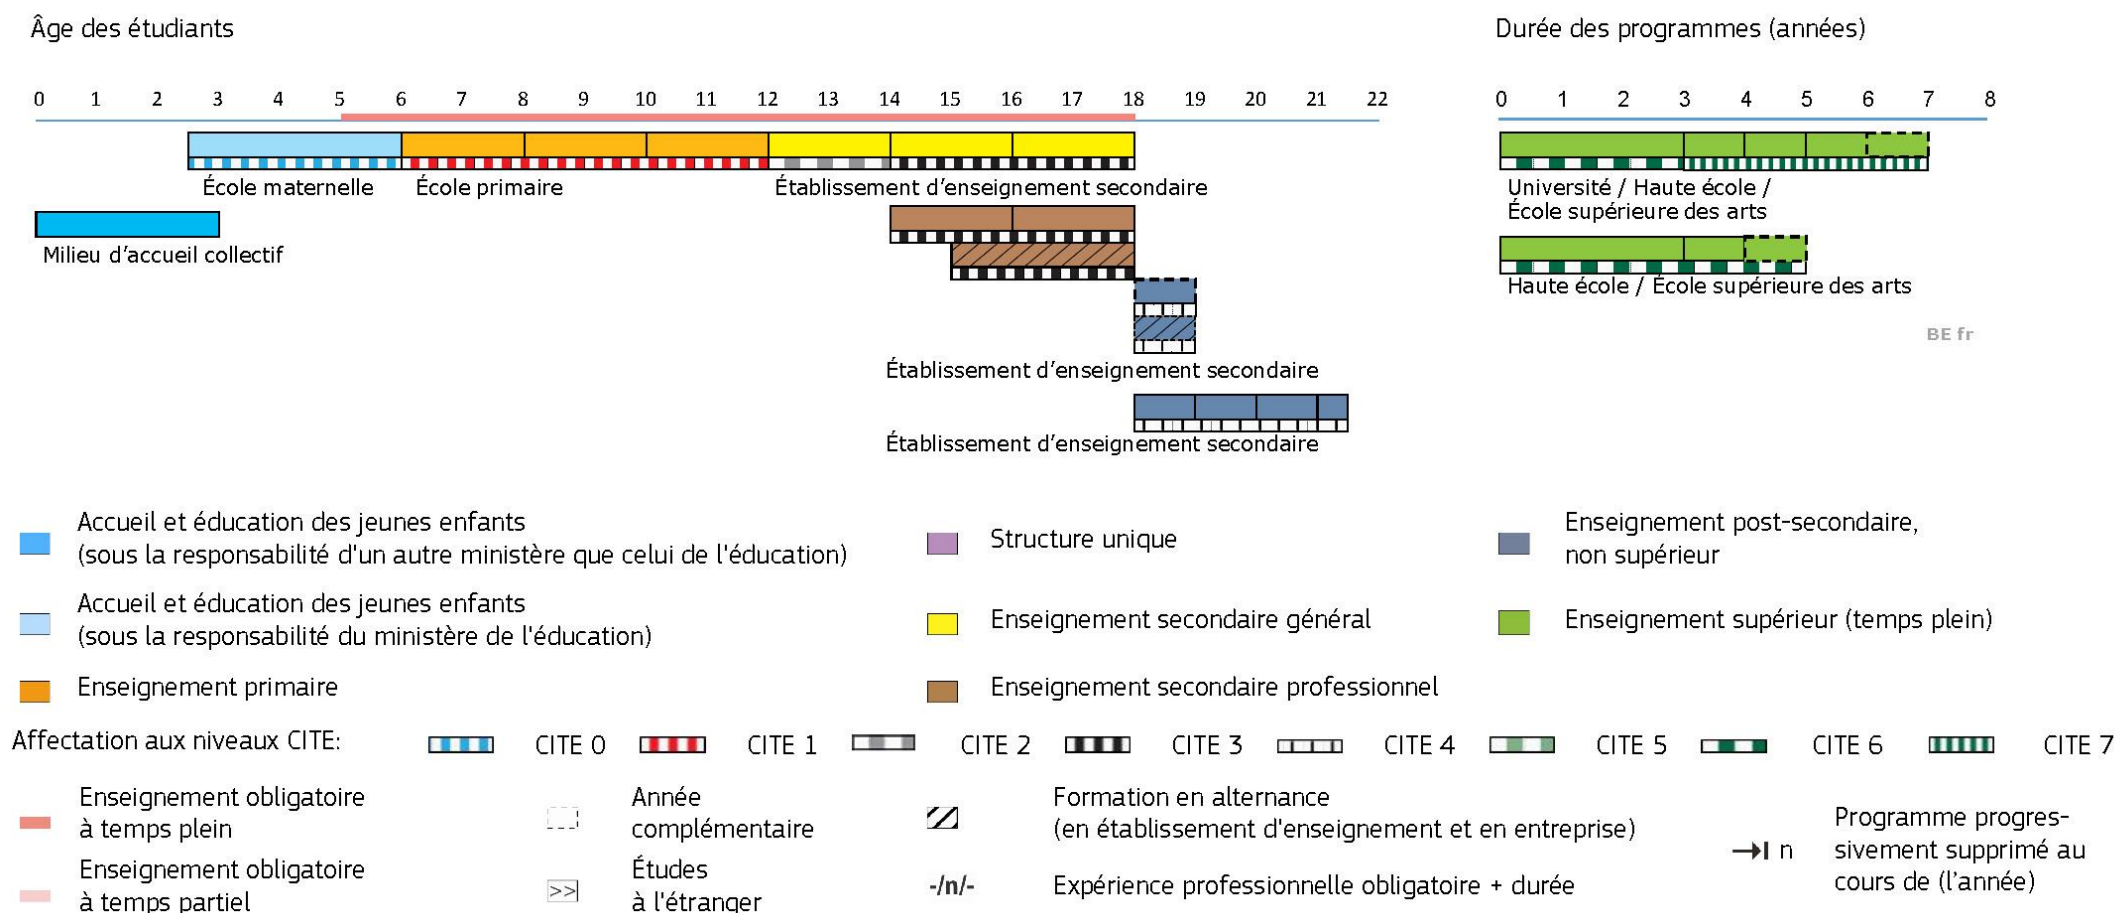 Âge des étudiants
Durée des programmes (années)
0 1 2 3 4 5 6 7 8 9 10 11 12 13 14 15 16 17 18 19 20 21 22
0 1 2 3 4 5 6 7 8
École maternelle
École primaire
Établissement d’enseignement secondaire
Milieu d’accueil collectif
Établissement d’enseignement secondaire
Établissement d’enseignement secondaire
Université / Haute école /
École supérieure des arts
Haute école / École supérieure des arts
BE fr
Accueil et éducation des jeunes enfants
(sous la responsabilité d'un autre ministère que celui de l'éducation)
Structure unique
Enseignement post-secondaire,
non supérieur
Accueil et éducation des jeunes enfants
(sous la responsabilité du ministère de l'éducation)
Enseignement secondaire général
Enseignement supérieur (temps plein)
Enseignement primaire
Enseignement secondaire professionnel
Affectation aux niveaux CITE: CITE 0 CITE 1 CITE 2 CITE 3 CITE 4 CITE 5 CITE 6 CITE 7
Enseignement obligatoire
à temps plein
Année
complémentaire
Formation en alternance
(en établissement d'enseignement et en entreprise)
n
Programme progres-
sivement supprimé au
cours de (l’année)
Enseignement obligatoire
à temps partiel
>>
Études
à l'étranger
-/n/-
Expérience professionnelle obligatoire + durée